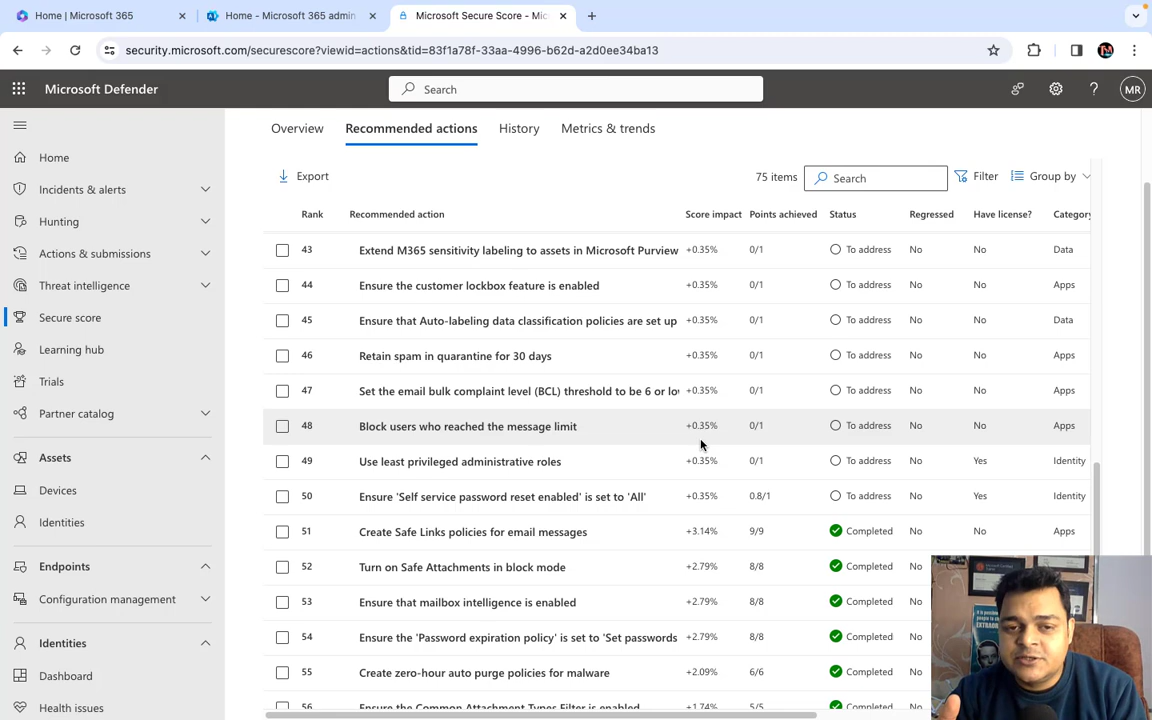 Home | Microsoft 365
Home - Microsoft 365 admin
Microsoft Secure Score - Mic
security.microsoft.com/securescore?viewid=actions&tid=83f1a78f-33aa-4996-b62d-a2d0ee34ba13
Microsoft Defender
Search
MR
Overview Recommended actions History Metrics & trends
Export 75 items Search Filter Group by
Rank Recommended action Score impact Points achieved Status Regressed Have license? Category
43 Extend M365 sensitivity labeling to assets in Microsoft Purview +0.35% 0/1 To address No No Data
44 Ensure the customer lockbox feature is enabled +0.35% 0/1 To address No No Apps
45 Ensure that Auto-labeling data classification policies are set up +0.35% 0/1 To address No No Data
46 Retain spam in quarantine for 30 days +0.35% 0/1 To address No No Apps
47 Set the email bulk complaint level (BCL) threshold to be 6 or lo +0.35% 0/1 To address No No Apps
48 Block users who reached the message limit +0.35% 0/1 To address No No Apps
49 Use least privileged administrative roles +0.35% 0/1 To address No Yes Identity
50 Ensure 'Self service password reset enabled' is set to 'All' +0.35% 0.8/1 To address No Yes Identity
51 Create Safe Links policies for email messages +3.14% 9/9 Completed No No Apps
52 Turn on Safe Attachments in block mode +2.79% 8/8 Completed No
53 Ensure that mailbox intelligence is enabled +2.79% 8/8 Completed No
54 Ensure the 'Password expiration policy' is set to 'Set passwords +2.79% 8/8 Completed No
55 Create zero-hour auto purge policies for malware +2.09% 6/6 Completed No
56 Ensure the Common Attachment Types Filter is enabled +1.74% 5/5 Completed No
Home
Incidents & alerts
Hunting
Actions & submissions
Threat intelligence
Secure score
Learning hub
Trials
Partner catalog
Assets
Devices
Identities
Endpoints
Configuration management
Identities
Dashboard
Health issues